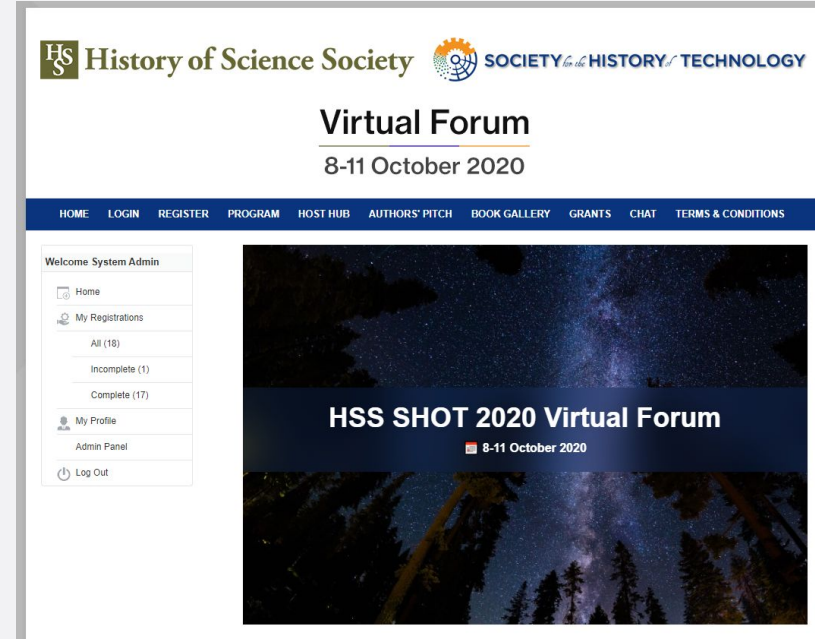 HSS History of Science Society SOCIETY for the HISTORY of TECHNOLOGY
Virtual Forum
8-11 October 2020
HOME LOGIN REGISTER PROGRAM HOST HUB AUTHORS' PITCH BOOK GALLERY GRANTS CHAT TERMS & CONDITIONS
Welcome System Admin
Home
My Registrations
All (18)
Incomplete (1)
Complete (17)
My Profile
Admin Panel
Log Out
HSS SHOT 2020 Virtual Forum
8-11 October 2020